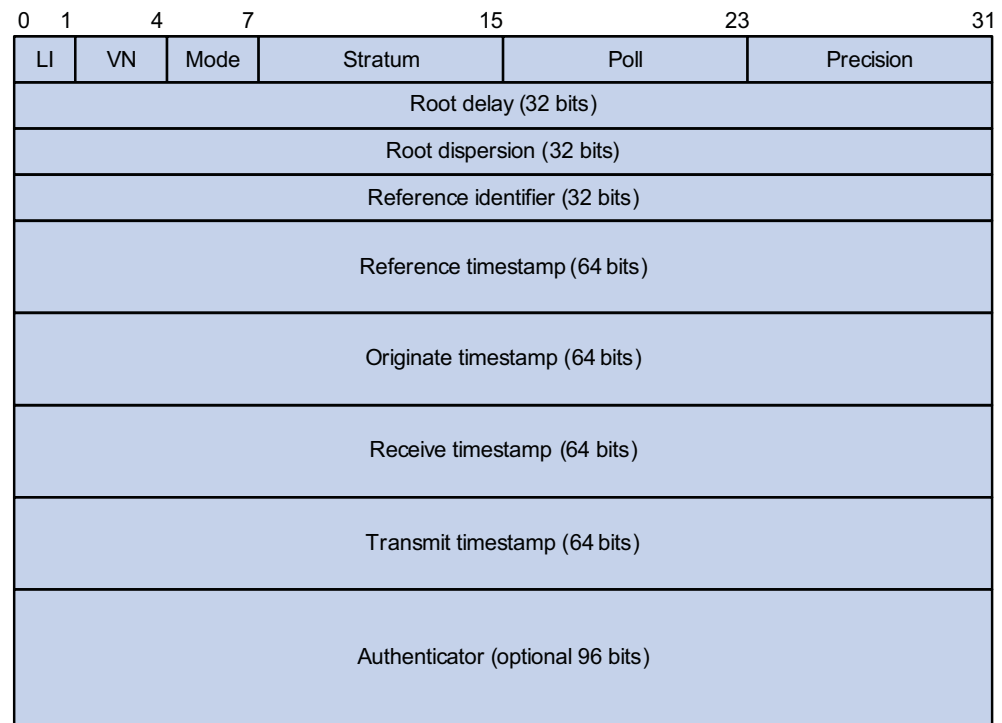 0 1 4 7 15 23 31
LI VN Mode Stratum Poll Precision
Root delay (32 bits)
Root dispersion (32 bits)
Reference identifier (32 bits)
Reference timestamp (64 bits)
Originate timestamp (64 bits)
Receive timestamp (64 bits)
Transmit timestamp (64 bits)
Authenticator (optional 96 bits)